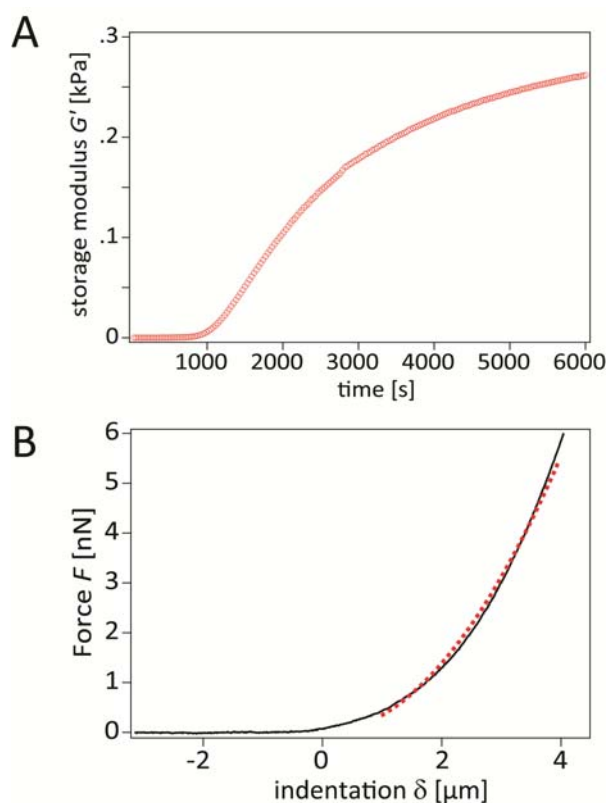 A
storage modulus G' [kPa]
.3
.2
.1
0
1000 2000 3000 4000 5000 6000
time [s]
B
Force F [nN]
6
5
4
3
2
1
0
-2 0 2 4
indentation δ [µm]